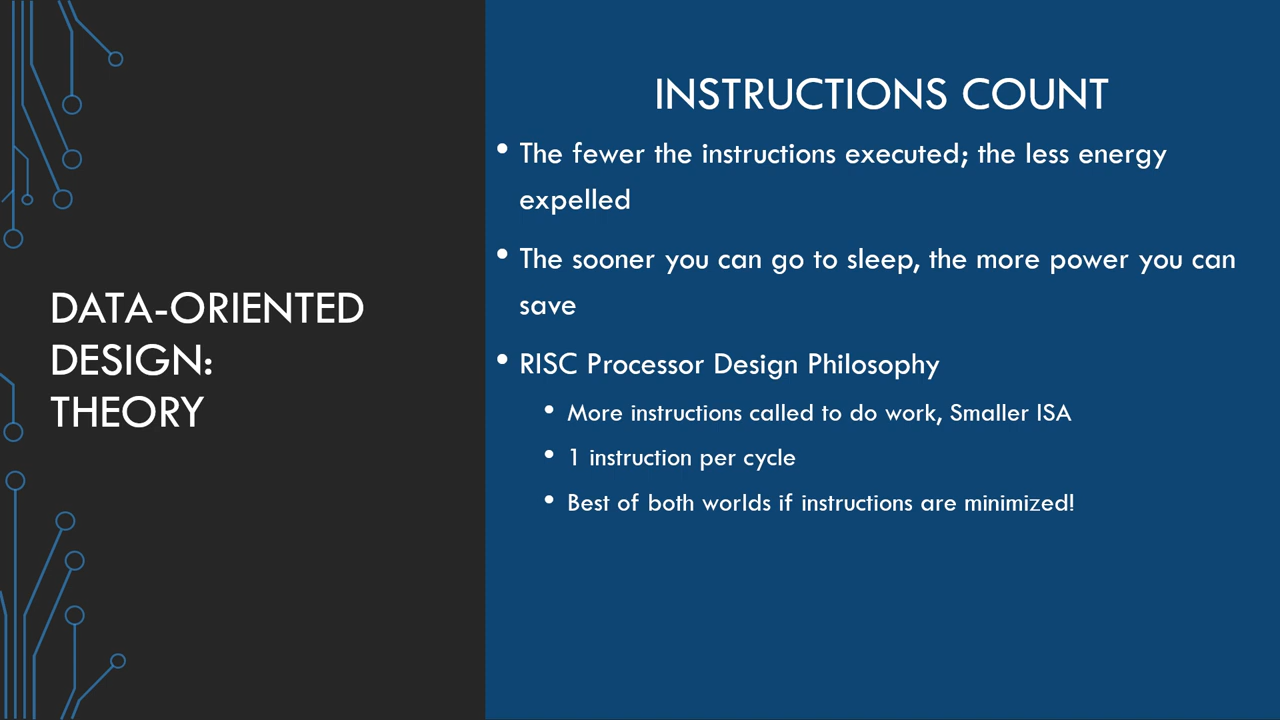 DATA-ORIENTED
DESIGN:
THEORY
INSTRUCTIONS COUNT
• The fewer the instructions executed; the less energy
expelled
• The sooner you can go to sleep, the more power you can
save
• RISC Processor Design Philosophy
• More instructions called to do work, Smaller ISA
• 1 instruction per cycle
• Best of both worlds if instructions are minimized!